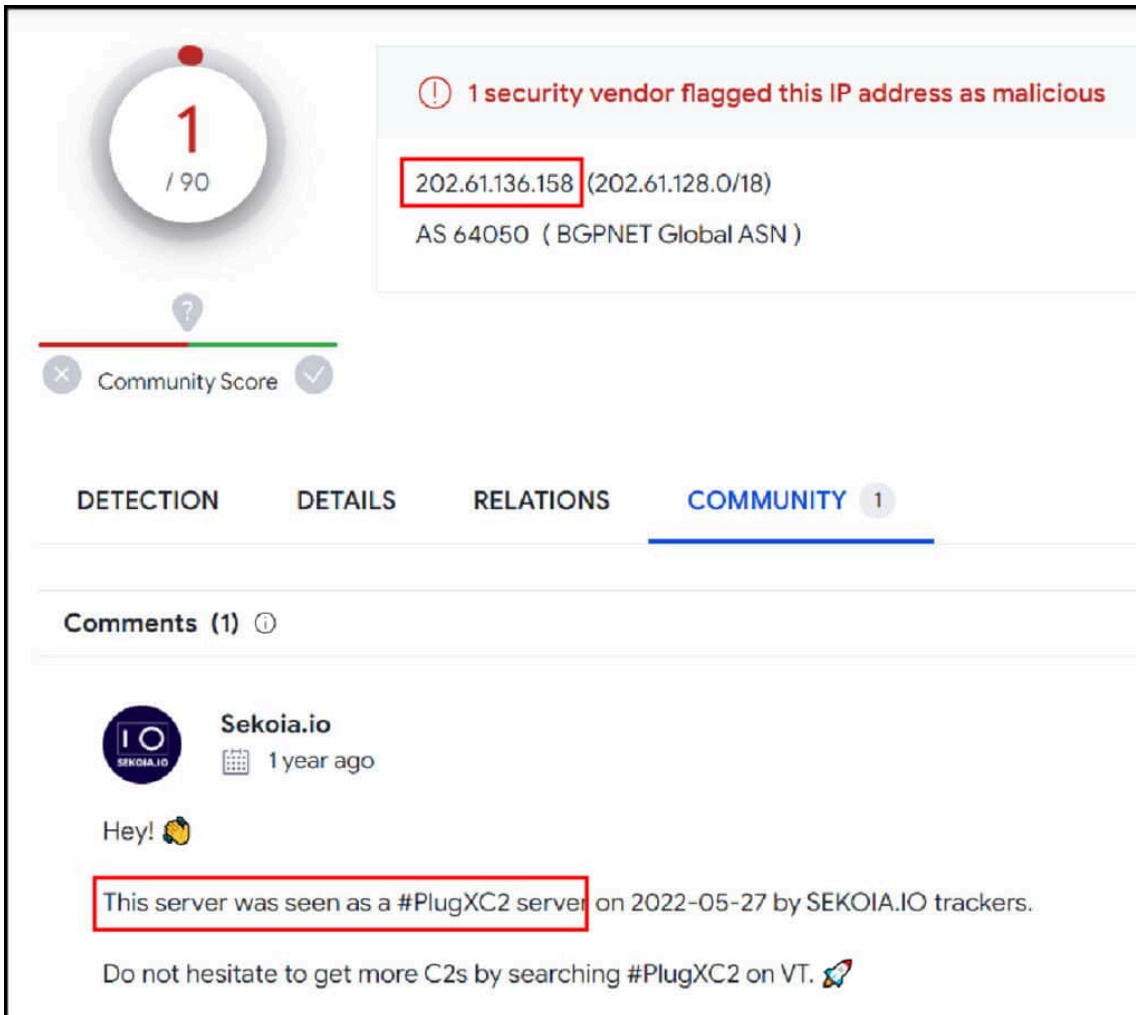 1
/ 90
1 security vendor flagged this IP address as malicious
202.61.136.158 (202.61.128.0/18)
AS 64050 ( BGPNET Global ASN )
?
Community Score
DETECTION DETAILS RELATIONS COMMUNITY 1
Comments (1)
IO
SEKOIA.IO
Sekoia.io
1 year ago
Hey! 👏
This server was seen as a #PlugXC2 server on 2022-05-27 by SEKOIA.IO trackers.
Do not hesitate to get more C2s by searching #PlugXC2 on VT. 🚀